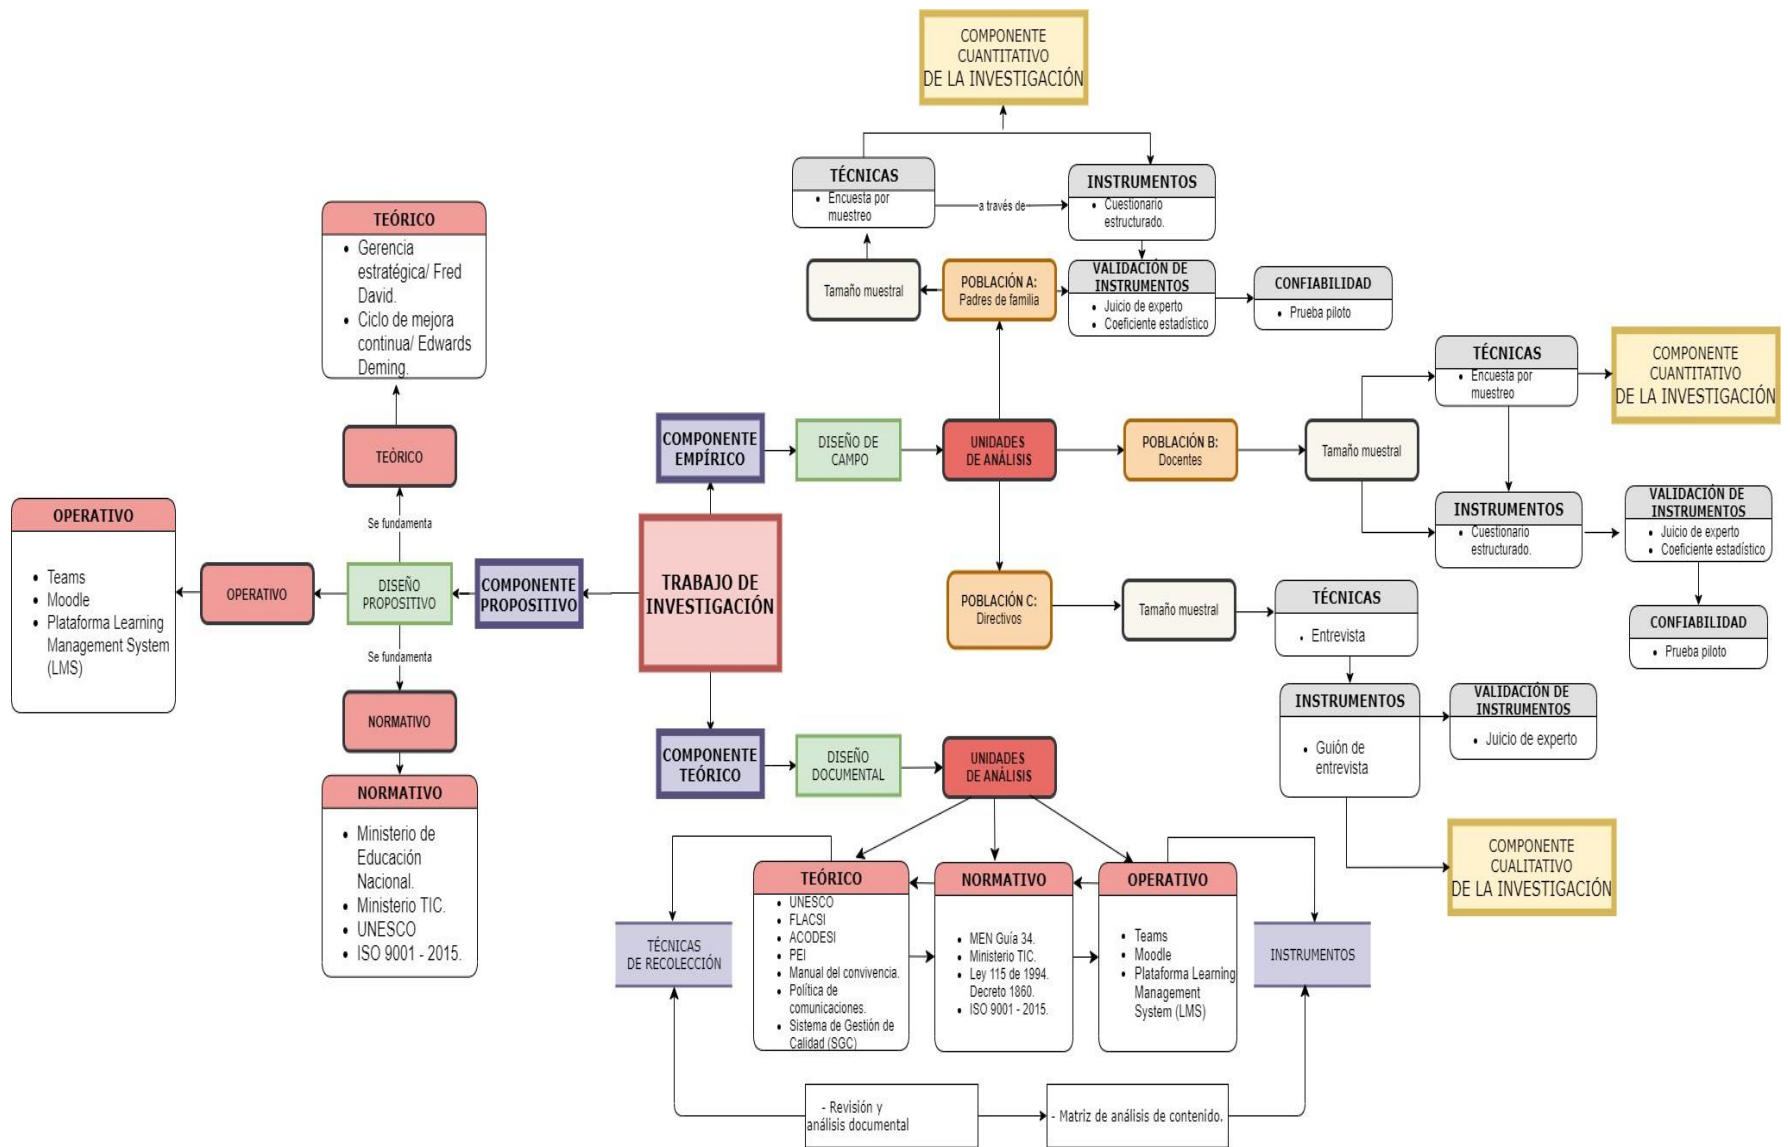 COMPONENTE
CUANTITATIVO
DE LA INVESTIGACIÓN
TÉCNICAS
• Encuesta por
muestreo
a través de
INSTRUMENTOS
• Cuestionario
estructurado.
Tamaño muestral
POBLACIÓN A:
Padres de familia
VALIDACIÓN DE
INSTRUMENTOS
• Juicio de experto
• Coeficiente estadístico
CONFIABILIDAD
• Prueba piloto
TEÓRICO
• Gerencia
estratégica/ Fred
David.
• Ciclo de mejora
continua/ Edwards
Deming.
TEÒRICO
Se fundamenta
OPERATIVO
• Teams
• Moodle
• Plataforma Learning
Management System
(LMS)
OPERATIVO
DISEÑO
PROPOSITIVO
COMPONENTE
PROPOSITIVO
Se fundamenta
NORMATIVO
NORMATIVO
• Ministerio de
Educación
Nacional.
• Ministerio TIC.
• UNESCO
• ISO 9001 - 2015.
TRABAJO DE
INVESTIGACIÓN
COMPONENTE
EMPÍRICO
DISEÑO DE
CAMPO
UNIDADES
DE ANÁLISIS
POBLACIÓN B:
Docentes
Tamaño muestral
TÉCNICAS
• Encuesta por
muestreo
COMPONENTE
CUANTITATIVO
DE LA INVESTIGACIÓN
INSTRUMENTOS
• Cuestionario
estructurado.
VALIDACIÓN DE
INSTRUMENTOS
• Juicio de experto
• Coeficiente estadístico
CONFIABILIDAD
• Prueba piloto
POBLACIÓN C:
Directivos
Tamaño muestral
TÉCNICAS
• Entrevista
INSTRUMENTOS
• Guión de
entrevista
VALIDACIÓN DE
INSTRUMENTOS
• Juicio de experto
COMPONENTE
CUALITATIVO
DE LA INVESTIGACIÓN
COMPONENTE
TEÓRICO
DISEÑO
DOCUMENTAL
UNIDADES
DE ANÁLISIS
TÉCNICAS
DE RECOLECCIÓN
TEÓRICO
• UNESCO
• FLACSI
• ACODESI
• PEI
• Manual del convivencia.
• Política de
comunicaciones.
• Sistema de Gestión de
Calidad (SGC)
NORMATIVO
• MEN Guía 34.
• Ministerio TIC.
• Ley 115 de 1994.
Decreto 1860.
• ISO 9001 - 2015.
OPERATIVO
• Teams
• Moodle
• Plataforma Learning
Management
System (LMS)
INSTRUMENTOS
- Revisión y
análisis documental
- Matriz de análisis de contenido.